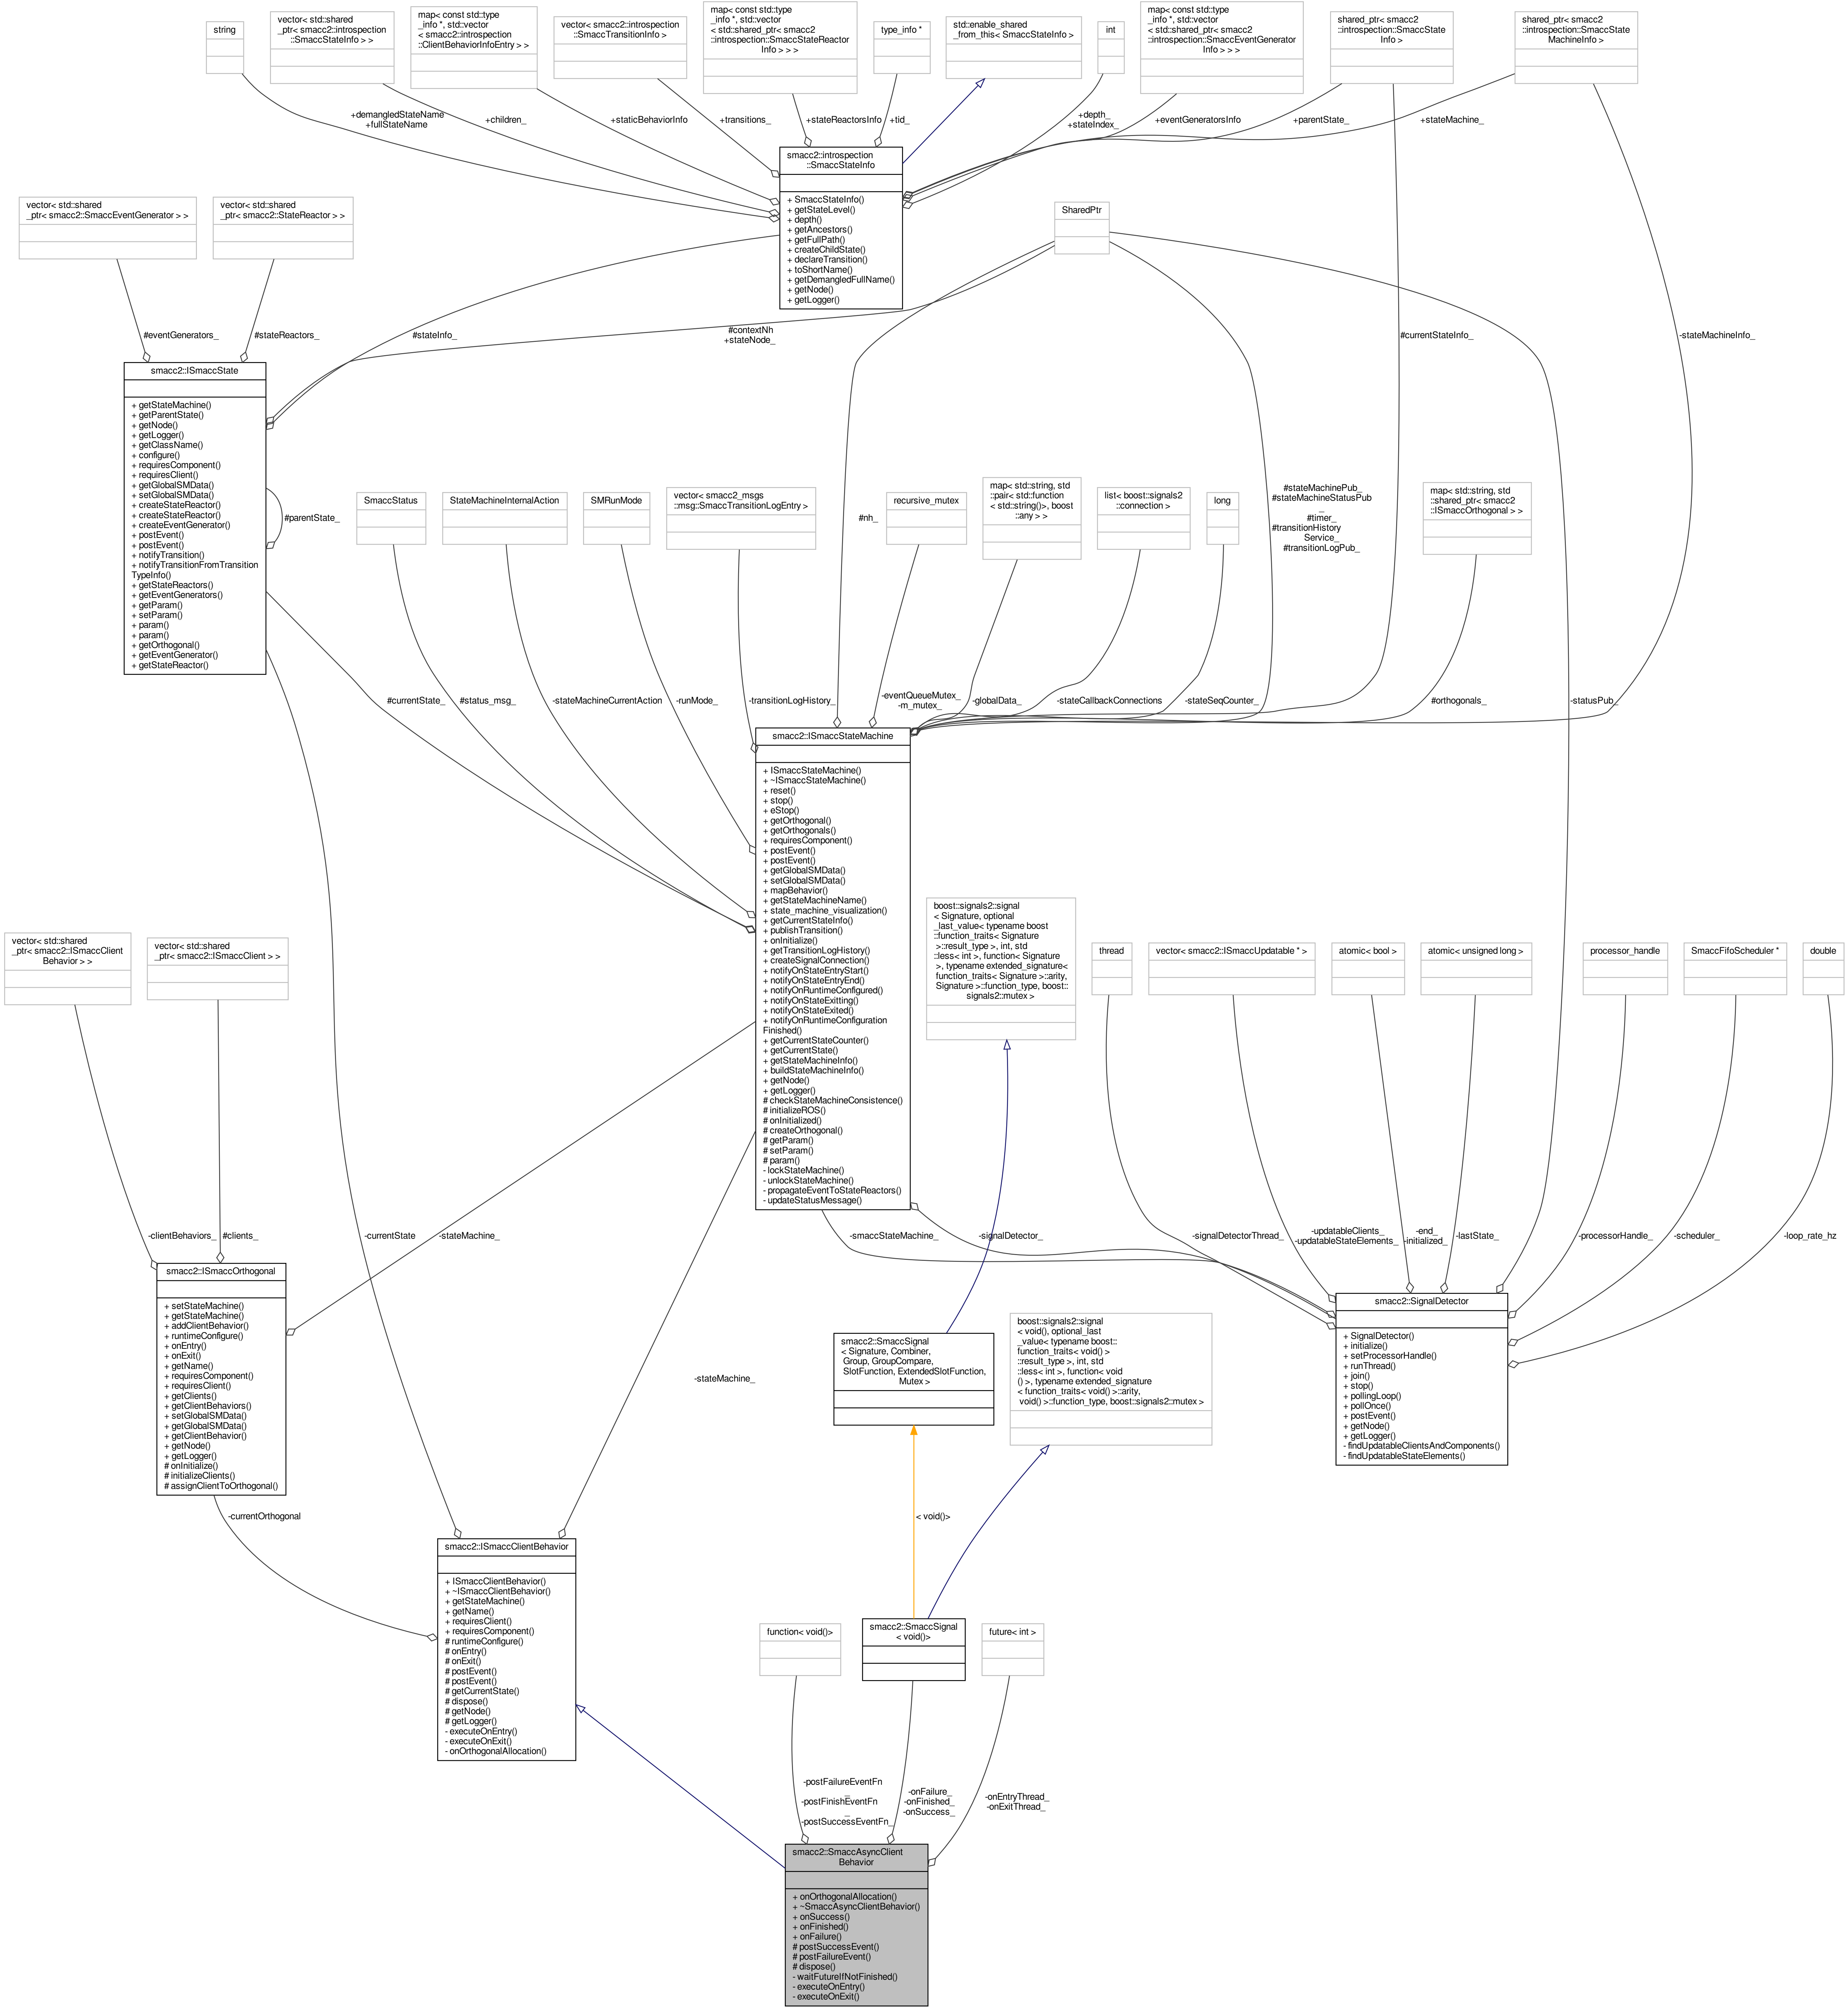 string
vector< std::shared
_ptr< smacc2::introspection
::SmaccStateInfo > >
map< const std::type
_info *, std::vector
< smacc2::introspection
::ClientBehaviorInfoEntry > >
vector< smacc2::introspection
::SmaccTransitionInfo >
map< const std::type
_info *, std::vector
< std::shared_ptr< smacc2
::introspection::SmaccStateReactor
Info > > >
type_info *
std::enable_shared
_from_this< SmaccStateInfo >
int
map< const std::type
_info *, std::vector
< std::shared_ptr< smacc2
::introspection::SmaccEventGenerator
Info > > >
shared_ptr< smacc2
::introspection::SmaccState
Info >
shared_ptr< smacc2
::introspection::SmaccState
MachineInfo >
+demangledStateName
+fullStateName
+children_
+staticBehaviorInfo
+transitions_
+stateReactorsInfo
+tid_
+depth_
+stateIndex_
+eventGeneratorsInfo
+parentState_
+stateMachine_
smacc2::introspection
::SmaccStateInfo
+ SmaccStateInfo()
+ getStateLevel()
+ depth()
+ getAncestors()
+ getFullPath()
+ createChildState()
+ declareTransition()
+ toShortName()
+ getDemangledFullName()
+ getNode()
+ getLogger()
vector< std::shared
_ptr< smacc2::SmaccEventGenerator > >
vector< std::shared
_ptr< smacc2::StateReactor > >
SharedPtr
#eventGenerators_
#stateReactors_
#stateInfo_
#contextNh
+stateNode_
#currentStateInfo_
-stateMachineInfo_
smacc2::ISmaccState
+ getStateMachine()
+ getParentState()
+ getNode()
+ getLogger()
+ getClassName()
+ configure()
+ requiresComponent()
+ requiresClient()
+ getGlobalSMData()
+ setGlobalSMData()
+ createStateReactor()
+ createStateReactor()
+ createEventGenerator()
+ postEvent()
+ postEvent()
+ notifyTransition()
+ notifyTransitionFromTransition
TypeInfo()
+ getStateReactors()
+ getEventGenerators()
+ getParam()
+ setParam()
+ param()
+ param()
+ getOrthogonal()
+ getEventGenerator()
+ getStateReactor()
#parentState_
SmaccStatus
StateMachineInternalAction
SMRunMode
vector< smacc2_msgs
::msg::SmaccTransitionLogEntry >
#nh_
recursive_mutex
map< std::string, std
::pair< std::function
< std::string()>, boost
::any > >
list< boost::signals2
::connection >
long
#stateMachinePub_
#stateMachineStatusPub
_
#timer_
#transitionHistory
Service_
#transitionLogPub_
map< std::string, std
::shared_ptr< smacc2
::ISmaccOrthogonal > >
#currentState_
#status_msg_
-stateMachineCurrentAction
-runMode_
-transitionLogHistory_
-eventQueueMutex_
-m_mutex_
-globalData_
-stateCallbackConnections
-stateSeqCounter_
#orthogonals_
-statusPub_
smacc2::ISmaccStateMachine
+ ISmaccStateMachine()
+ ~ISmaccStateMachine()
+ reset()
+ stop()
+ eStop()
+ getOrthogonal()
+ getOrthogonals()
+ requiresComponent()
+ postEvent()
+ postEvent()
+ getGlobalSMData()
+ setGlobalSMData()
+ mapBehavior()
+ getStateMachineName()
+ state_machine_visualization()
+ getCurrentStateInfo()
+ publishTransition()
+ onInitialize()
+ getTransitionLogHistory()
+ createSignalConnection()
+ notifyOnStateEntryStart()
+ notifyOnStateEntryEnd()
+ notifyOnRuntimeConfigured()
+ notifyOnStateExitting()
+ notifyOnStateExited()
+ notifyOnRuntimeConfiguration
Finished()
+ getCurrentStateCounter()
+ getCurrentState()
+ getStateMachineInfo()
+ buildStateMachineInfo()
+ getNode()
+ getLogger()
# checkStateMachineConsistence()
# initializeROS()
# onInitialized()
# createOrthogonal()
# getParam()
# setParam()
# param()
- lockStateMachine()
- unlockStateMachine()
- propagateEventToStateReactors()
- updateStatusMessage()
vector< std::shared
_ptr< smacc2::ISmaccClient
Behavior > >
vector< std::shared
_ptr< smacc2::ISmaccClient > >
boost::signals2::signal
< Signature, optional
_last_value< typename boost
::function_traits< Signature
 >::result_type >, int, std
::less< int >, function< Signature
 >, typename extended_signature<
 function_traits< Signature >::arity,
 Signature >::function_type, boost::
signals2::mutex >
thread
vector< smacc2::ISmaccUpdatable * >
atomic< bool >
atomic< unsigned long >
processor_handle
SmaccFifoScheduler *
double
-clientBehaviors_
#clients_
-currentState
-stateMachine_
-smaccStateMachine_
-signalDetector_
-signalDetectorThread_
-updatableClients_
-updatableStateElements_
-end_
-initialized_
-lastState_
-processorHandle_
-scheduler_
-loop_rate_hz
smacc2::ISmaccOrthogonal
+ setStateMachine()
+ getStateMachine()
+ addClientBehavior()
+ runtimeConfigure()
+ onEntry()
+ onExit()
+ getName()
+ requiresComponent()
+ requiresClient()
+ getClients()
+ getClientBehaviors()
+ setGlobalSMData()
+ getGlobalSMData()
+ getClientBehavior()
+ getNode()
+ getLogger()
# onInitialize()
# initializeClients()
# assignClientToOrthogonal()
-stateMachine_
smacc2::SmaccSignal
< Signature, Combiner,
 Group, GroupCompare,
 SlotFunction, ExtendedSlotFunction,
 Mutex >
boost::signals2::signal
< void(), optional_last
_value< typename boost::
function_traits< void() >
::result_type >, int, std
::less< int >, function< void
() >, typename extended_signature
< function_traits< void() >::arity,
 void() >::function_type, boost::signals2::mutex >
smacc2::SignalDetector
+ SignalDetector()
+ initialize()
+ setProcessorHandle()
+ runThread()
+ join()
+ stop()
+ pollingLoop()
+ pollOnce()
+ postEvent()
+ getNode()
+ getLogger()
- findUpdatableClientsAndComponents()
- findUpdatableStateElements()
-currentOrthogonal
< void()>
smacc2::ISmaccClientBehavior
+ ISmaccClientBehavior()
+ ~ISmaccClientBehavior()
+ getStateMachine()
+ getName()
+ requiresClient()
+ requiresComponent()
# runtimeConfigure()
# onEntry()
# onExit()
# postEvent()
# postEvent()
# getCurrentState()
# dispose()
# getNode()
# getLogger()
- executeOnEntry()
- executeOnExit()
- onOrthogonalAllocation()
function< void()>
smacc2::SmaccSignal
< void()>
future< int >
-postFailureEventFn
_
-postFinishEventFn
_
-postSuccessEventFn_
-onFailure_
-onFinished_
-onSuccess_
-onEntryThread_
-onExitThread_
smacc2::SmaccAsyncClient
Behavior
+ onOrthogonalAllocation()
+ ~SmaccAsyncClientBehavior()
+ onSuccess()
+ onFinished()
+ onFailure()
# postSuccessEvent()
# postFailureEvent()
# dispose()
- waitFutureIfNotFinished()
- executeOnEntry()
- executeOnExit()